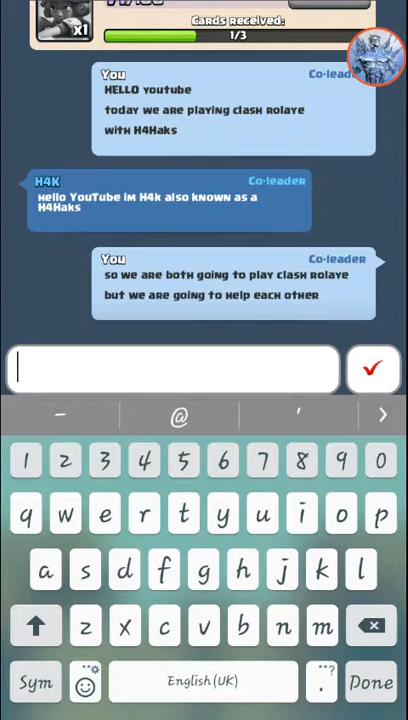 x1
Cards received:
1/3
You
HELLO youtube
today we are playing clash rolaye
with H4Haks
H4K Co-leader
Hello YouTube im H4k also known as a
H4Haks
You Co-leader
so we are both going to play clash rolaye
but we are going to help each other
- @ ' >
1 2 3 4 5 6 7 8 9 0
q w e r t y u i o p
a s d f g h j k l
z x c v b n m
Sym English(UK) . Done